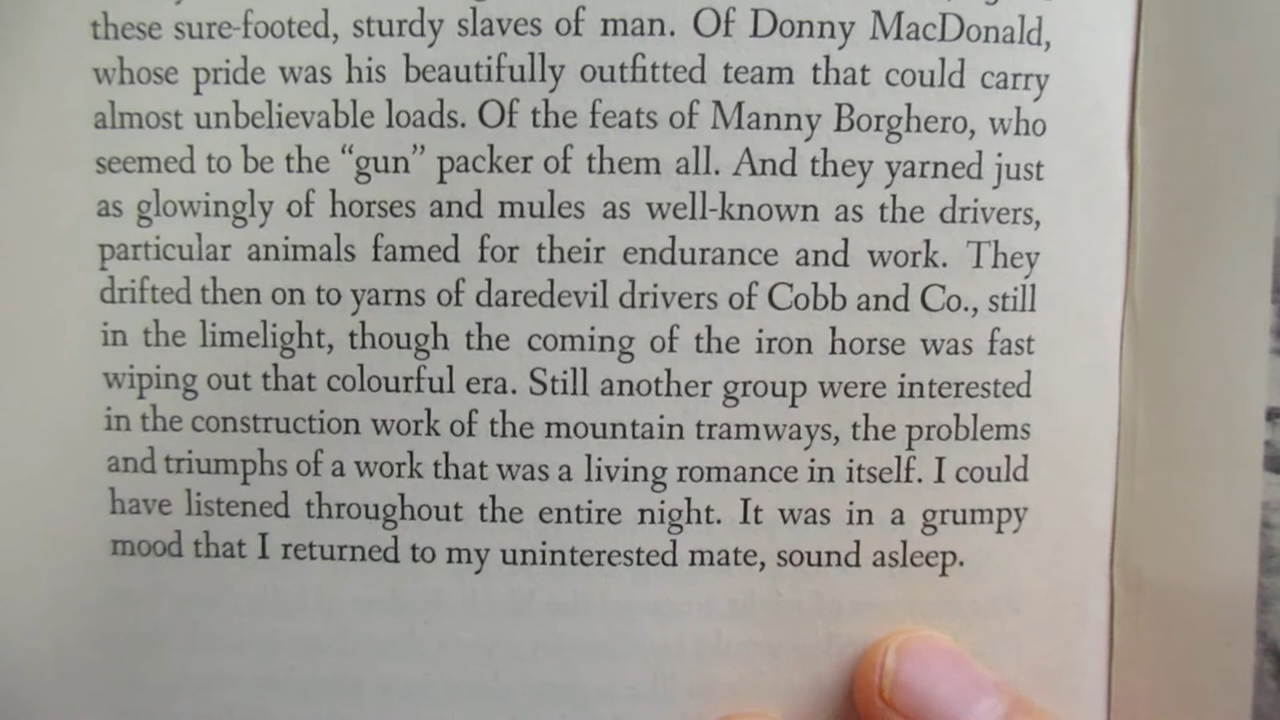 these sure-footed, sturdy slaves of man. Of Donny MacDonald,
whose pride was his beautifully outfitted team that could carry
almost unbelievable loads. Of the feats of Manny Borghero, who
seemed to be the “gun” packer of them all. And they yarned just
as glowingly of horses and mules as well-known as the drivers,
particular animals famed for their endurance and work. They
drifted then on to yarns of daredevil drivers of Cobb and Co., still
in the limelight, though the coming of the iron horse was fast
wiping out that colourful era. Still another group were interested
in the construction work of the mountain tramways, the problems
and triumphs of a work that was a living romance in itself. I could
have listened throughout the entire night. It was in a grumpy
mood that I returned to my uninterested mate, sound asleep.